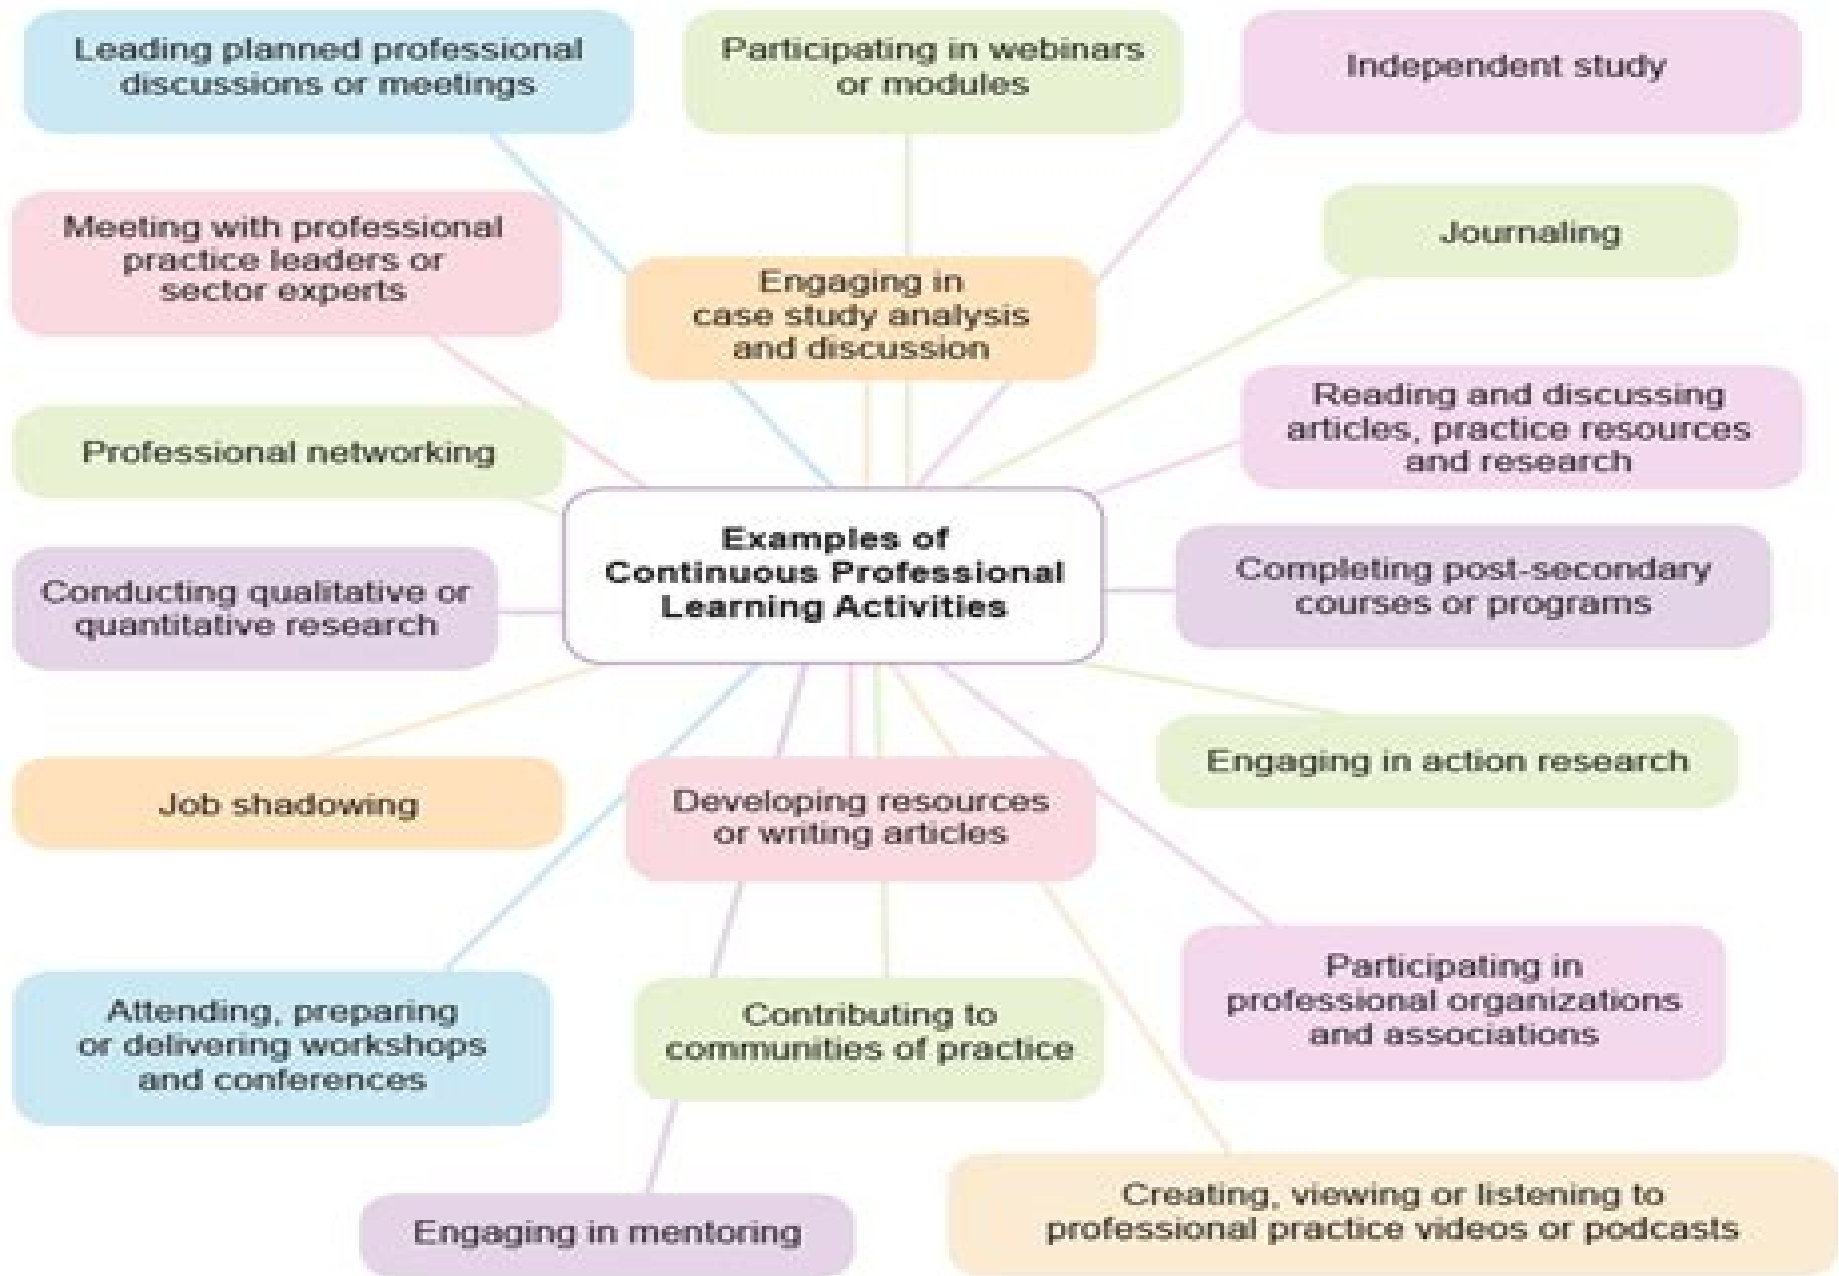 Leading planned professional
discussions or meetings
Participating in webinars
or modules
Independent study
Meeting with professional
practice leaders or
sector experts
Journaling
Engaging in
case study analysis
and discussion
Reading and discussing
articles, practice resources
and research
Professional networking
Examples of
Continuous Professional
Learning Activities
Conducting qualitative or
quantitative research
Completing post-secondary
courses or programs
Job shadowing
Developing resources
or writing articles
Engaging in action research
Attending, preparing
or delivering workshops
and conferences
Contributing to
communities of practice
Participating in
professional organizations
and associations
Engaging in mentoring
Creating, viewing or listening to
professional practice videos or podcasts